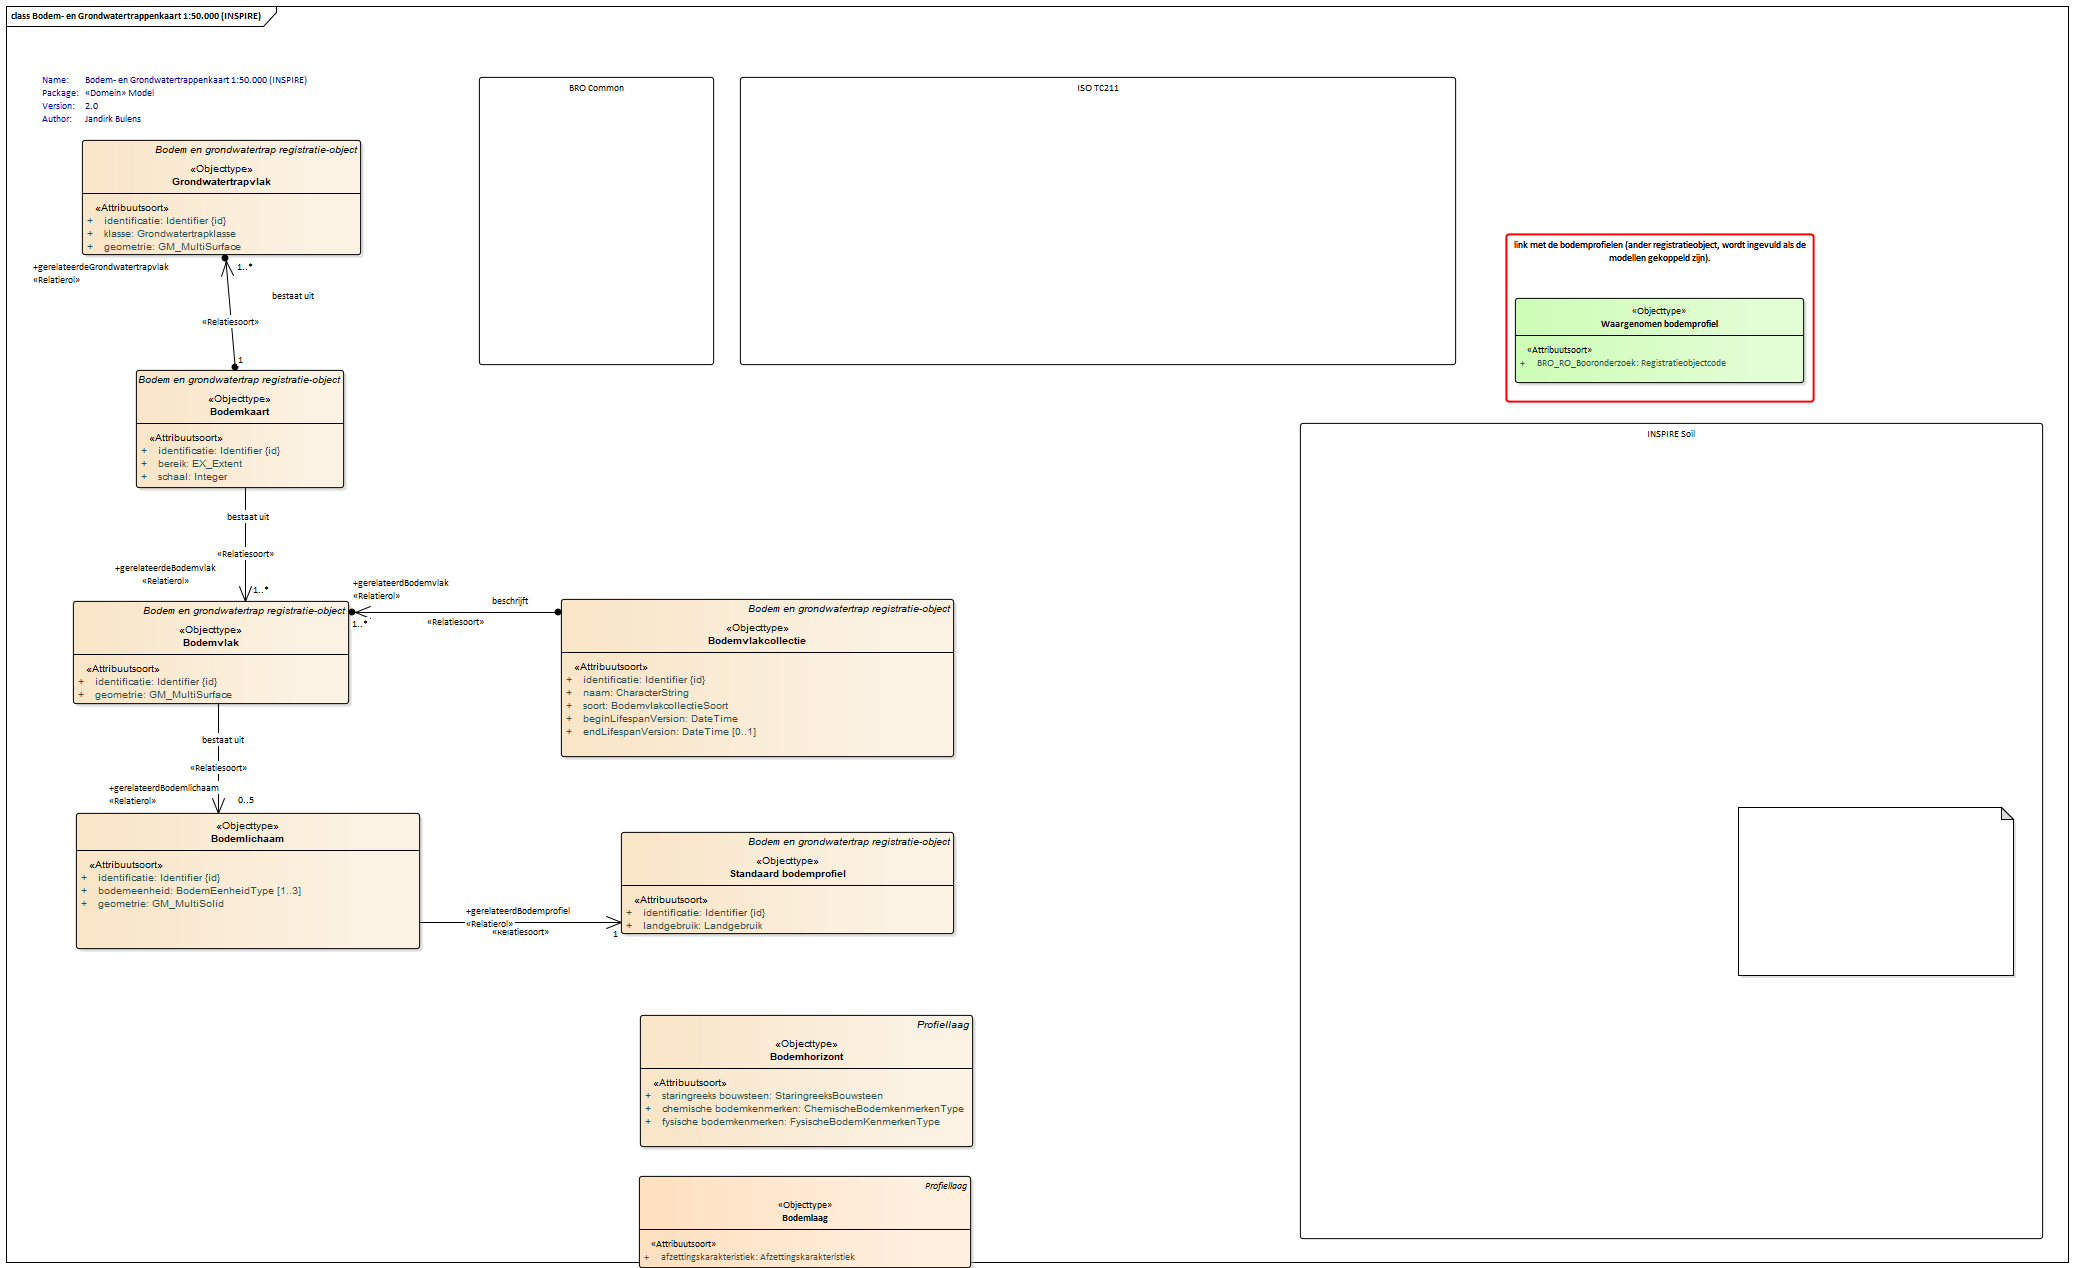 class Bodem- en Grondwatertrappenkaart 1:50.000 (INSPIRE)
Name: Bodem- en Grondwatertrappenkaart 1:50.000 (INSPIRE)
Package: «Domein» Model
Version: 2.0
Author: Jandirk Bulens
BRO Common
ISO TC211
Bodem en grondwatertrap registratie-object
«Objecttype»
Grondwatertrapvlak
«Attribuutsoort»
+ identificatie: Identifier {id}
+ klasse: Grondwatertrapklasse
+ geometrie: GM_MultiSurface
+gerelateerdeGrondwatertrapvlak
«Relatierol»
1..*
bestaat uit
«Relatiesoort»
1
link met de bodemprofielen (ander registratieobject, wordt ingevuld als de
modellen gekoppeld zijn).
«Objecttype»
Waargenomen bodemprofiel
«Attribuutsoort»
+ BRO_RO_Booronderzoek: Registratieobjectcode
Bodem en grondwatertrap registratie-object
«Objecttype»
Bodemkaart
«Attribuutsoort»
+ identificatie: Identifier {id}
+ bereik: EX_Extent
+ schaal: Integer
INSPIRE Soil
bestaat uit
«Relatiesoort»
+gerelateerdeBodemvlak
«Relatierol»
1..*
+gerelateerdBodemvlak
«Relatierol»
beschrijft
1..*
«Relatiesoort»
Bodem en grondwatertrap registratie-object
«Objecttype»
Bodemvlak
«Attribuutsoort»
+ identificatie: Identifier {id}
+ geometrie: GM_MultiSurface
Bodem en grondwatertrap registratie-object
«Objecttype»
Bodemvlakcollectie
«Attribuutsoort»
+ identificatie: Identifier {id}
+ naam: CharacterString
+ soort: BodemvlakcollectieSoort
+ beginLifespanVersion: DateTime
+ endLifespanVersion: DateTime [0..1]
bestaat uit
«Relatiesoort»
+gerelateerdBodemlichaam
«Relatierol»
0..5
«Objecttype»
Bodemlichaam
«Attribuutsoort»
+ identificatie: Identifier {id}
+ bodemeenheid: BodemEenheidType [1..3]
+ geometrie: GM_MultiSolid
+gerelateerdBodemprofiel
«Relatierol»
«Relatiesoort»
1
Bodem en grondwatertrap registratie-object
«Objecttype»
Standaard bodemprofiel
«Attribuutsoort»
+ identificatie: Identifier {id}
+ landgebruik: Landgebruik
Profiellaag
«Objecttype»
Bodemhorizont
«Attribuutsoort»
+ staringreeks bouwsteen: StaringreeksBouwsteen
+ chemische bodemkenmerken: ChemischeBodemkenmerkenType
+ fysische bodemkenmerken: FysischeBodemKenmerkenType
Profiellaag
«Objecttype»
Bodemlaag
«Attribuutsoort»
+ afzettingskarakteristiek: Afzettingskarakteristiek